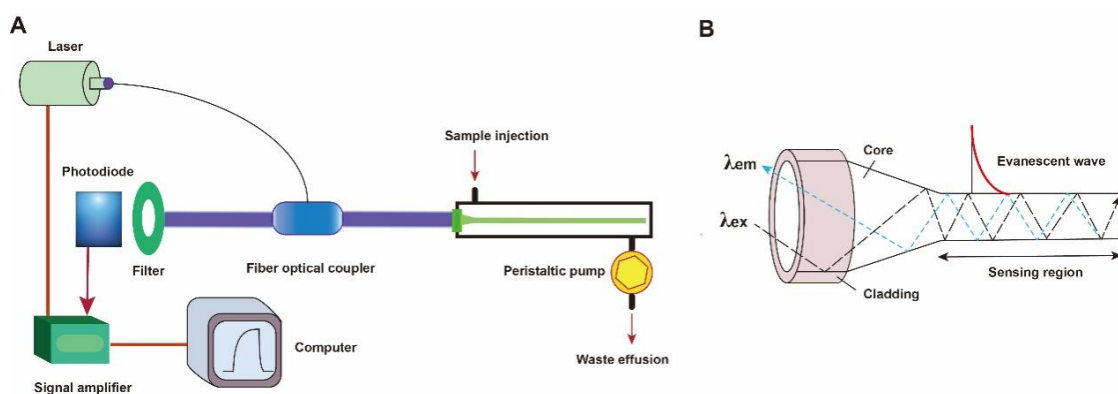 A
Laser
Photodiode
Filter
Fiber optical coupler
Sample injection
Peristaltic pump
Waste effusion
Computer
Signal amplifier
B
Core
Evanescent wave
λem
λex
Sensing region
Cladding